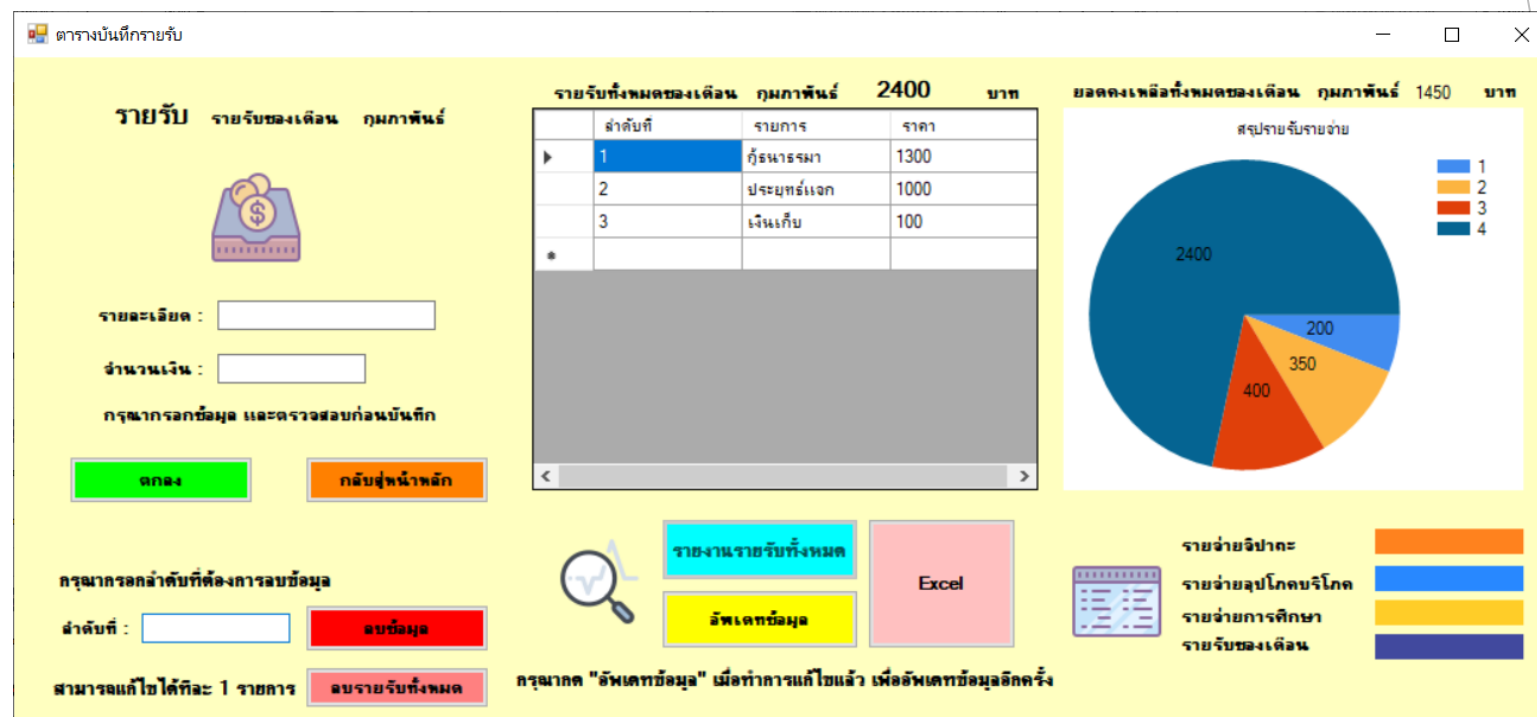 ตารางบันทึกรายรับ
รายรับ รายรับของเดือน กุมภาพันธ์
รายละเอียด :
จำนวนเงิน :
กรุณากรอกข้อมูล และตรวจสอบก่อนบันทึก
ตกลง กลับสู่หน้าหลัก
กรุณากรอกลำดับที่ต้องการลบข้อมูล
ลำดับที่ : ลบข้อมูล
สามารถแก้ไขได้ทีละ 1 รายการ ลบรายรับทั้งหมด
รายรับทั้งหมดของเดือน กุมภาพันธ์ 2400 บาท
ลำดับที่ รายการ ราคา
1 กู้ธนาธรมา 1300
2 ประยุทธ์แจก 1000
3 เงินเก็บ 100
รายงานรายรับทั้งหมด
อัพเดทข้อมูล
Excel
กรุณากด "อัพเดทข้อมูล" เมื่อทำการแก้ไขแล้ว เพื่ออัพเดทข้อมูลอีกครั้ง
ยอดคงเหลือทั้งหมดของเดือน กุมภาพันธ์ 1450 บาท
สรุปรายรับรายจ่าย
1
2
3
4
2400
200
350
400
รายจ่ายจิปาถะ
รายจ่ายอุปโภคบริโภค
รายจ่ายการศึกษา
รายรับของเดือน